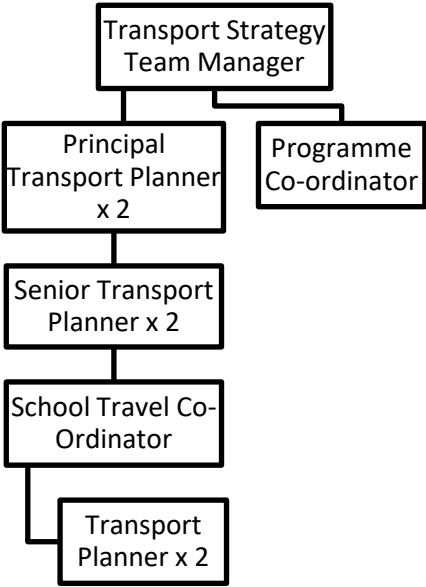 Transport Strategy
Team Manager
Principal
Transport Planner
x 2
Programme
Co-ordinator
Senior Transport
Planner x 2
School Travel Co-
Ordinator
Transport
Planner x 2